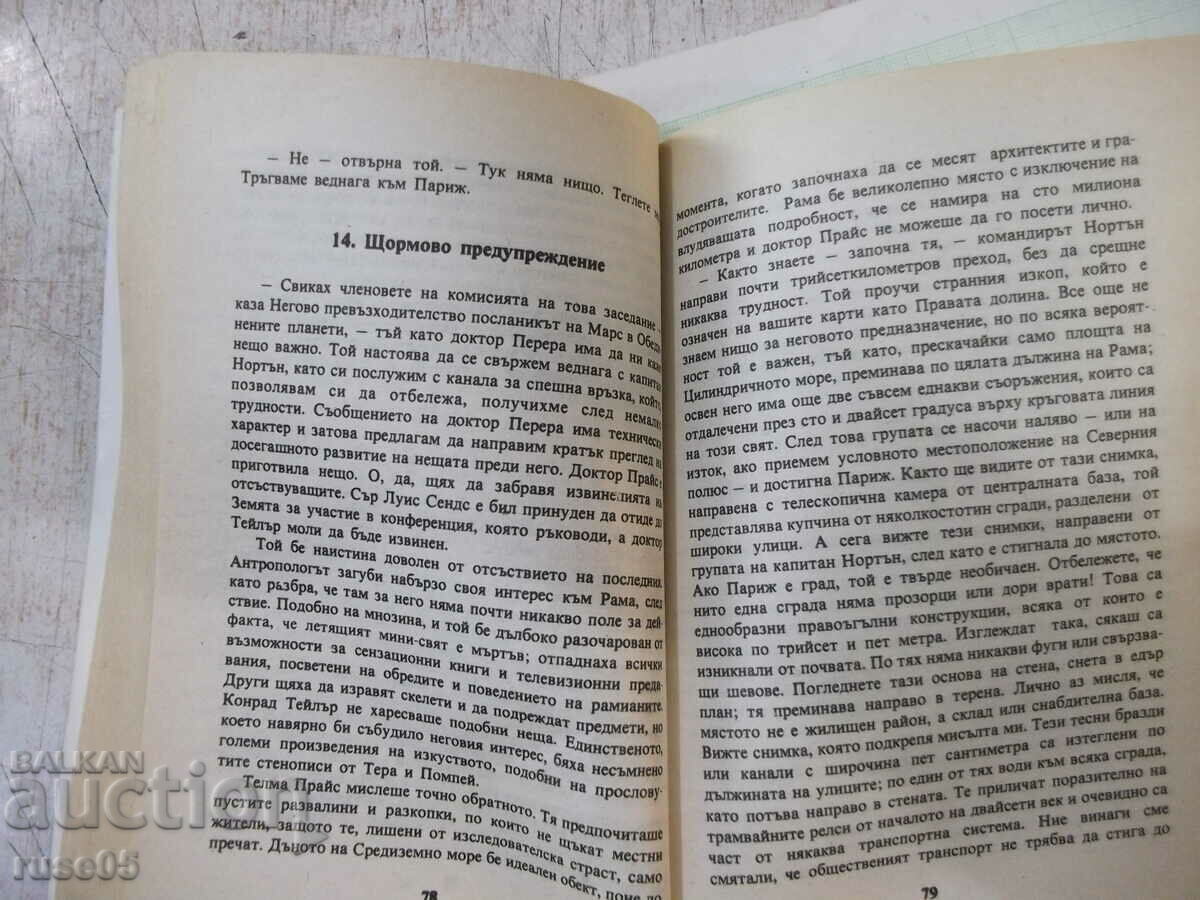 – Не – отвърна той. – Тук няма нищо. Теглете
Тръгваме веднага към Париж.
14. Щормово предупреждение
– Свиках членовете на комисията на това заседание –
каза Негово превъзходителство посланикът на Марс в Обеди
нените планети, – тъй като доктор Перера има да ни каже
нещо важно. Той настоява да се свържем веднага с капитан
Нортън, като си послужим с канала за спешна връзка, който,
позволявам си да отбележа, получихме след немалко
трудности. Съобщението на доктор Перера има технически
характер и затова предлагам да направим кратък преглед на
досегашното развитие на нещата преди него. Доктор Прайс е
приготвила нещо. О, да, щях да забравя извиненията на
отсъствуващите. Сър Луис Сендс е бил принуден да отиде до
Земята за участие в конференция, която ръководи, а доктор
Тейлър моли да бъде извинен.
Той бе наистина доволен от отсъствието на последния.
Антропологът загуби набързо своя интерес към Рама, след
като разбра, че там за него няма почти никакво поле за дей-
ствие. Подобно на мнозина, и той бе дълбоко разочарован от
факта, че летящият мини-свят е мъртъв; отпаднаха всички
възможности за сензационни книги и телевизионни преда-
вания, посветени на обредите и поведението на рамианите.
Други щяха да изравят скелети и да подреждат предмети, но
Конрад Тейлър не харесваше подобни неща. Единственото,
което навярно би събудило неговия интерес, бяха несъмнено
големи произведения на изкуството, подобни на прослову-
тите стенописи от Тера и Помпей.
Телма Прайс мислеше точно обратното. Тя предпочиташе
пустите развалини и разкопки, по които не щъкат местни
жители, защото те, лишени от изследователска страст, само
пречат. Дъното на Средиземно море бе идеален обект, поне до
78
момента, когато започнаха да се месят архитектите и гра-
достроителите. Рама бе великолепно място с изключение на
влудяващата подробност, че се намира на сто милиона
километра и доктор Прайс не можеше да го посети лично.
– Както знаете – започна тя, – командирът Нортън
направи почти трийсеткилометров преход, без да срещне
никаква трудност. Той проучи странния изкоп, който е
означен на вашите карти като Правата долина. Все още не
знаем нищо за неговото предназначение, но по всяка вероят-
ност той е важен, тъй като, прескачайки само площта на
Цилиндричното море, преминава по цялата дължина на Рама;
освен него има още две съвсем еднакви съоръжения, които са
отдалечени през сто и двайсет градуса върху кръговата линия
на този свят. След това групата се насочи наляво – или на
изток, ако приемем условното местоположение на Северния
полюс – и достигна Париж. Както ще видите от тази снимка,
направена с телескопична камера от централната база, той
представлява купчина от няколкостотин сгради, разделени от
широки улици. А сега вижте тези снимки, направени от
групата на капитан Нортън, след като е стигнала до мястото.
Ако Париж е град, той е твърде необичаен. Отбележете, че
нито една сграда няма прозорци или дори врати! Това са
еднообразни правоъгълни конструкции, всяка от които е
висока по трийсет и пет метра. Изглеждат така, сякаш са
изникнали от почвата. По тях няма никакви фуги или свързва-
щи шевове. Погледнете тази основа на стена, снета в едър
план; тя преминава направо в терена. Лично аз мисля, че
мястото не е жилищен район, а склад или снабдителна база.
Вижте снимка, която подкрепя мисълта ми. Тези тесни бразди
или канали с широчина пет сантиметра са изтеглени по
дължината на улиците; по един от тях води към всяка сграда,
като потъва направо в стената. Те приличат поразително на
трамвайните релси от началото на двайсети век и очевидно са
част от някаква транспортна система. Ние винаги сме
смятали, че общественият транспорт не трябва да стига до
79
BALKAN
auction
ruse05